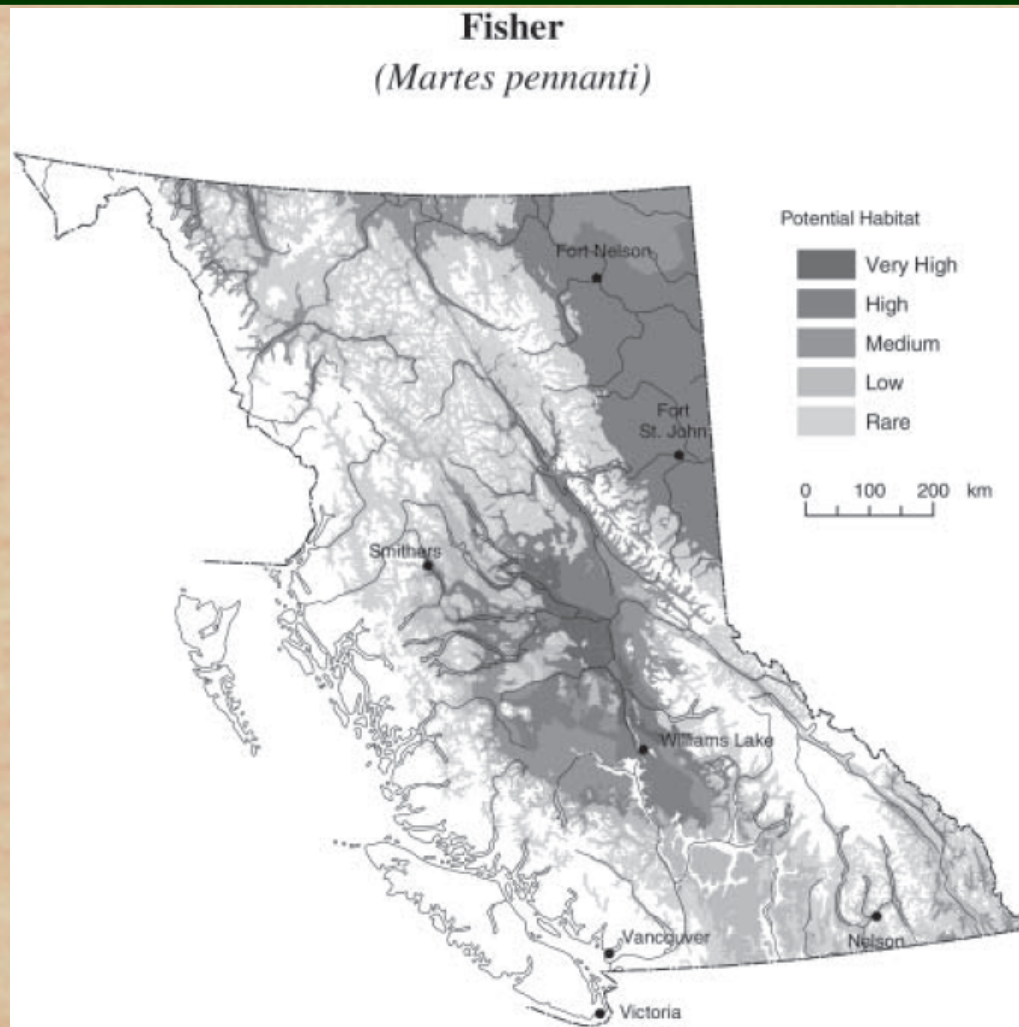 Fisher
(Martes pennanti)
Potential Habitat
Very High
High
Medium
Low
Rare
0 100 200 km
Fort Nelson
Fort
St. John
Smithers
Williams Lake
Vancouver
Nelson
Victoria